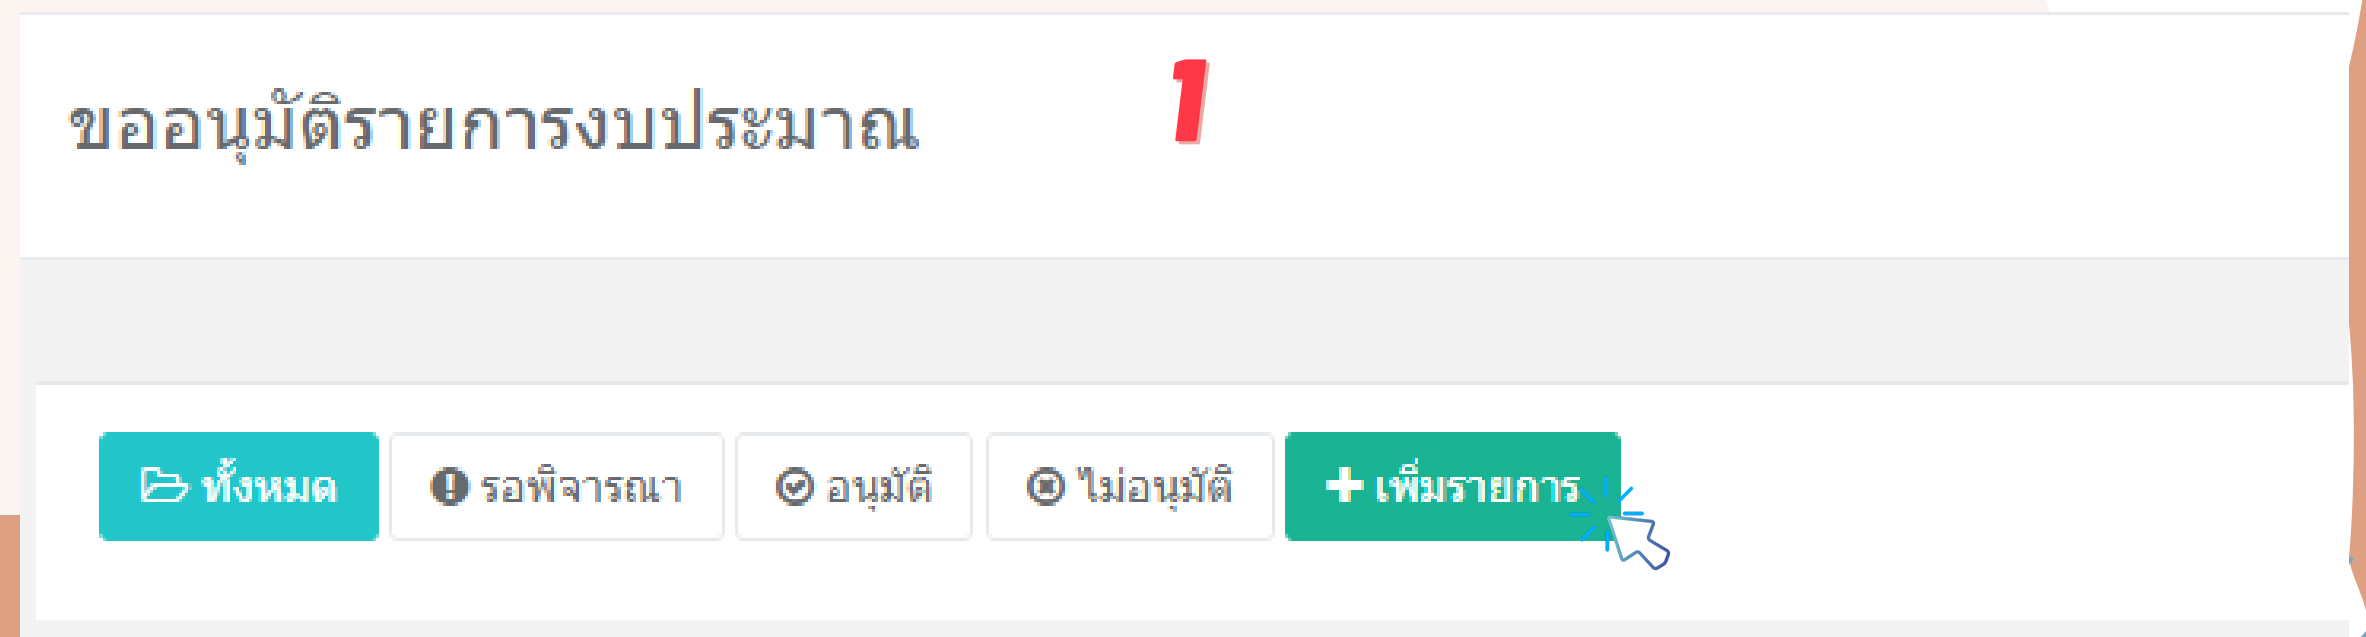 ขออนุมัติรายการงบประมาณ 1
ทั้งหมด รอพิจารณา อนุมัติ ไม่อนุมัติ เพิ่มรายการ